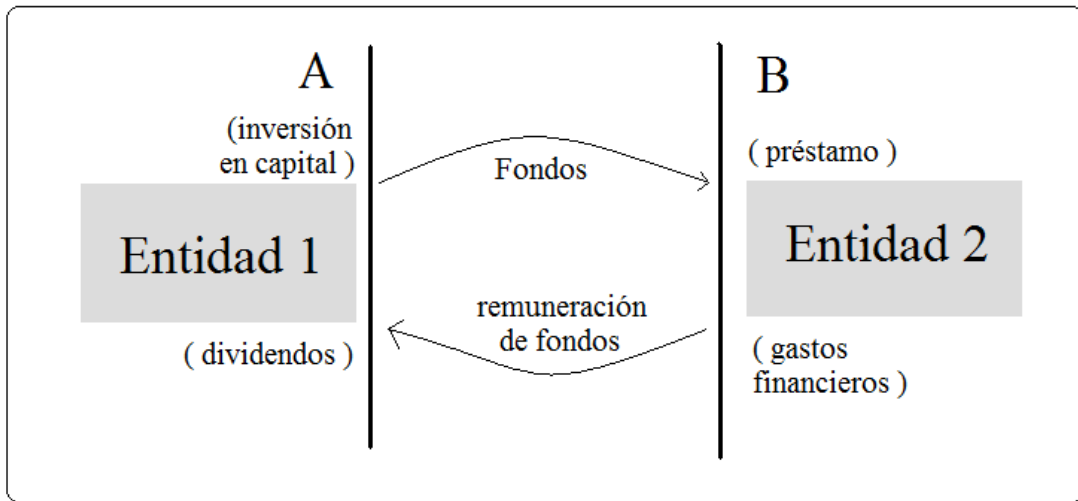 A
B
(inversión
en capital )
Fondos
( préstamo )
Entidad 1
Entidad 2
remuneración
de fondos
( dividendos )
( gastos
financieros )